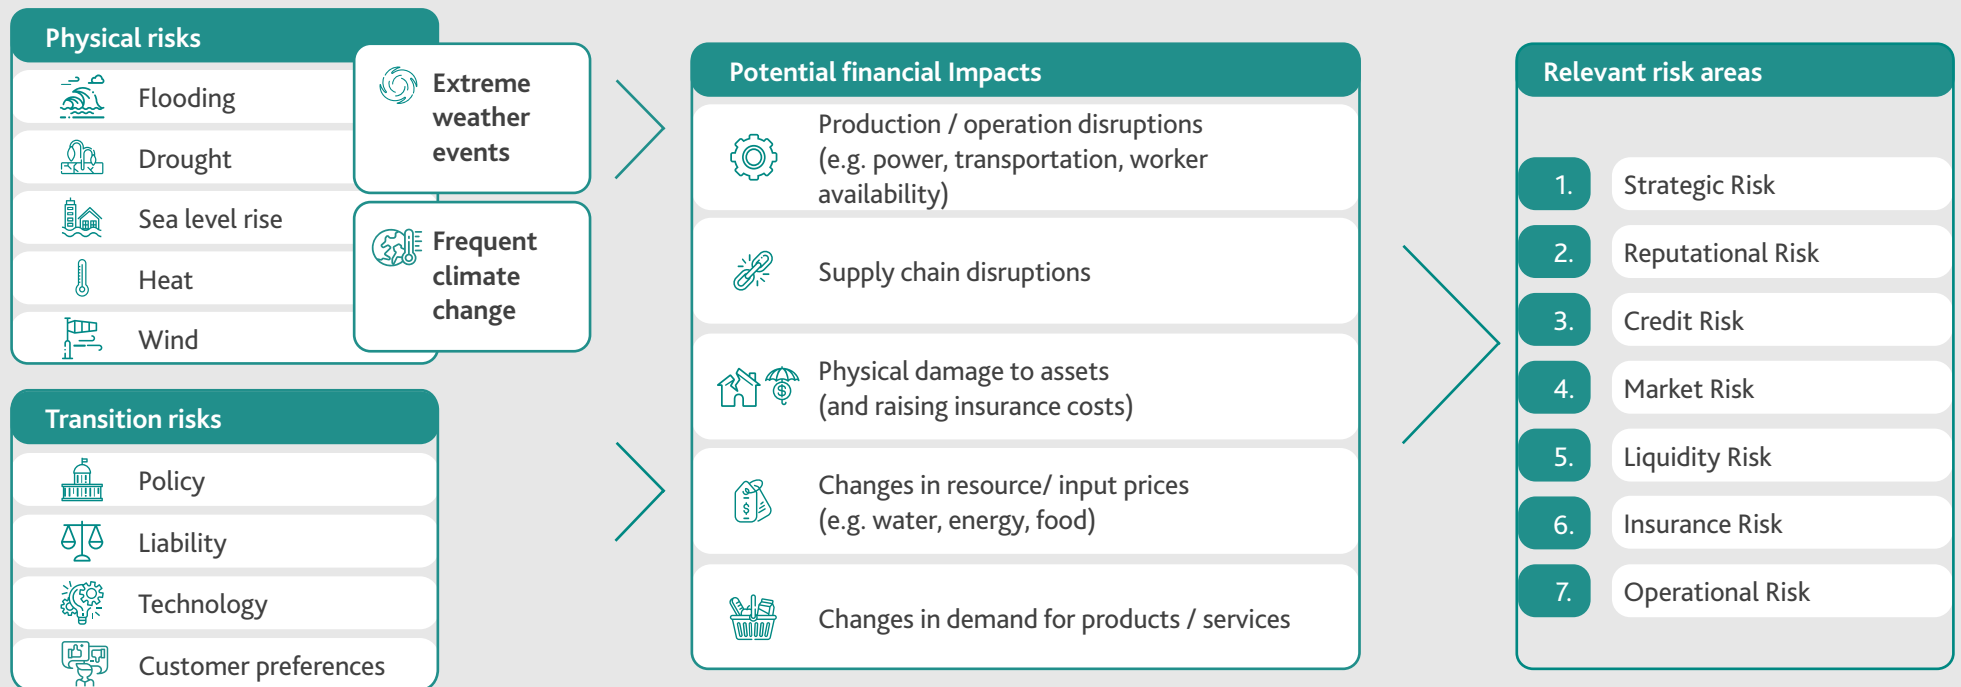 Physical risks
Flooding
Drought
Sea level rise
Heat
Wind
Extreme
weather
events
Frequent
climate
change
Transition risks
Policy
Liability
Technology
Customer preferences
Potential financial Impacts
Production / operation disruptions
(e.g. power, transportation, worker
availability)
Supply chain disruptions
Physical damage to assets
(and raising insurance costs)
Changes in resource/ input prices
(e.g. water, energy, food)
Changes in demand for products / services
Relevant risk areas
1. Strategic Risk
2. Reputational Risk
3. Credit Risk
4. Market Risk
5. Liquidity Risk
6. Insurance Risk
7. Operational Risk